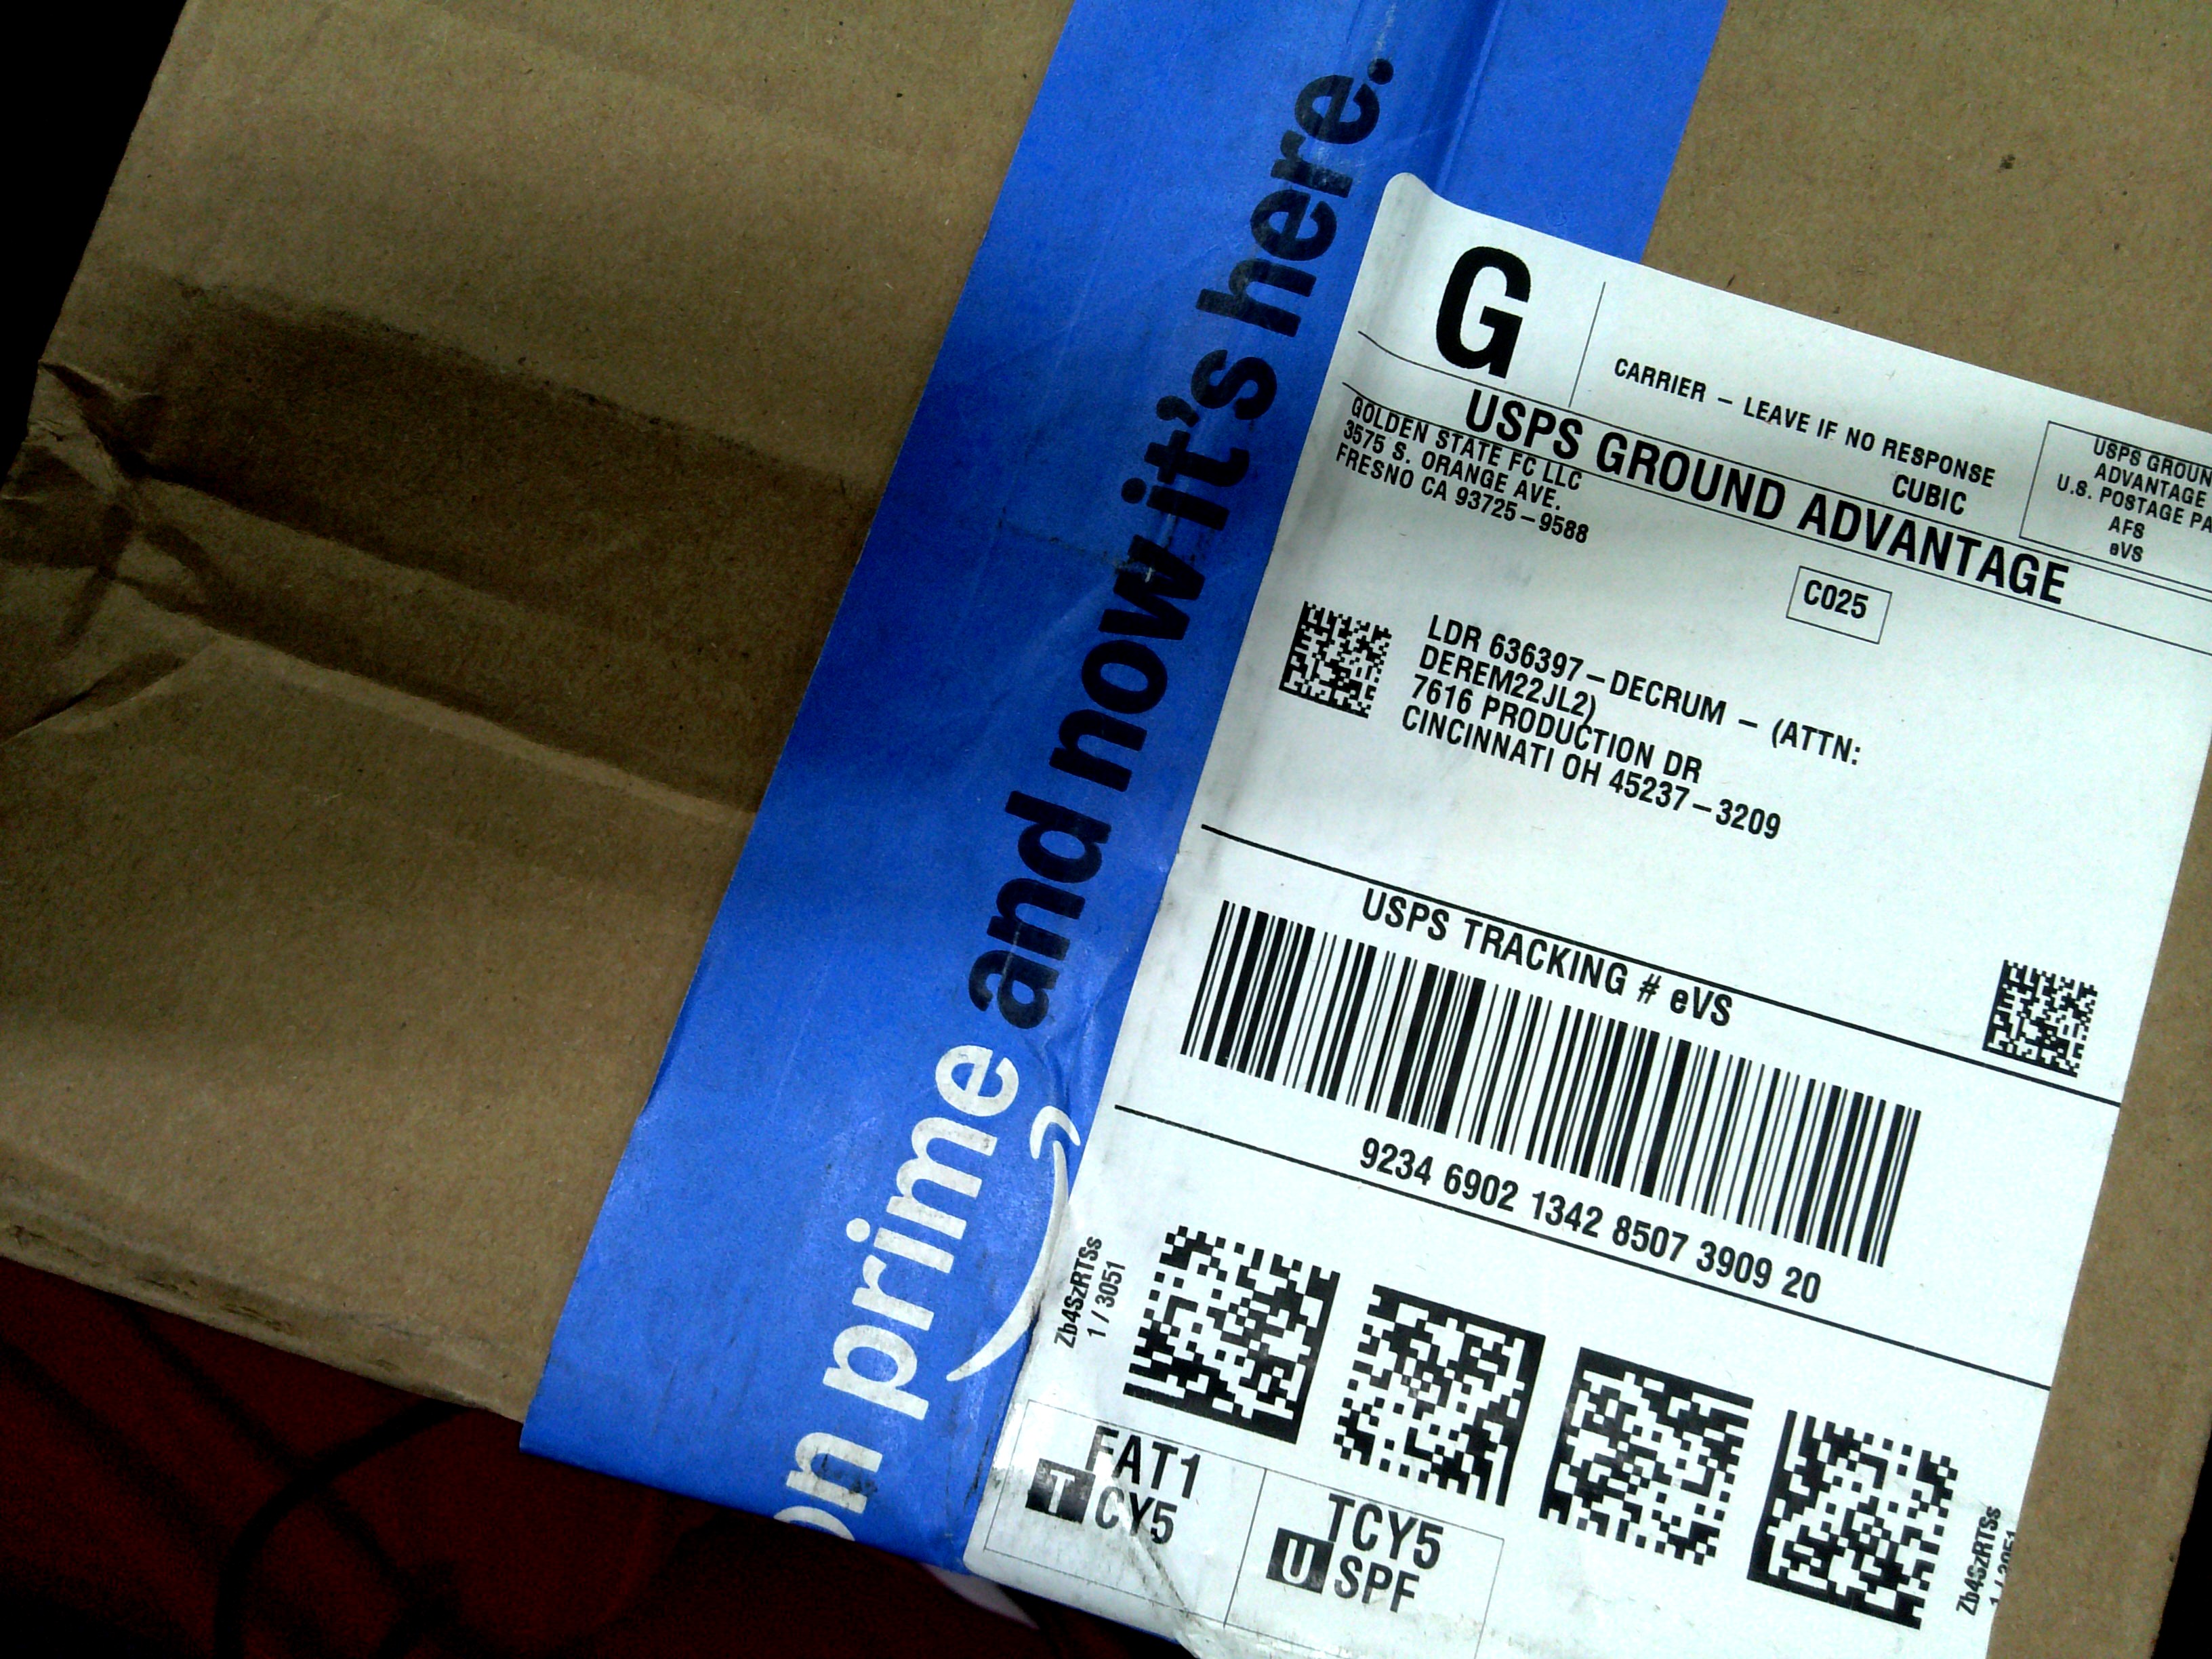 on prime and now it's here.
G
CARRIER – LEAVE IF NO RESPONSE
CUBIC
USPS GROUN
ADVANTAGE
U.S. POSTAGE PA
AFS
eVS
USPS GROUND ADVANTAGE
GOLDEN STATE FC LLC
3575 S. ORANGE AVE.
FRESNO CA 93725–9588
C025
LDR 636397–DECRUM – (ATTN:
DEREM22JL2)
7616 PRODUCTION DR
CINCINNATI OH 45237–3209
USPS TRACKING # eVS
9234 6902 1342 8507 3909 20
Zb4SzRTSs
1 / 3051
FAT1
T CY5
TCY5
U SPF
Zb4SzRTSs
1 / 3051